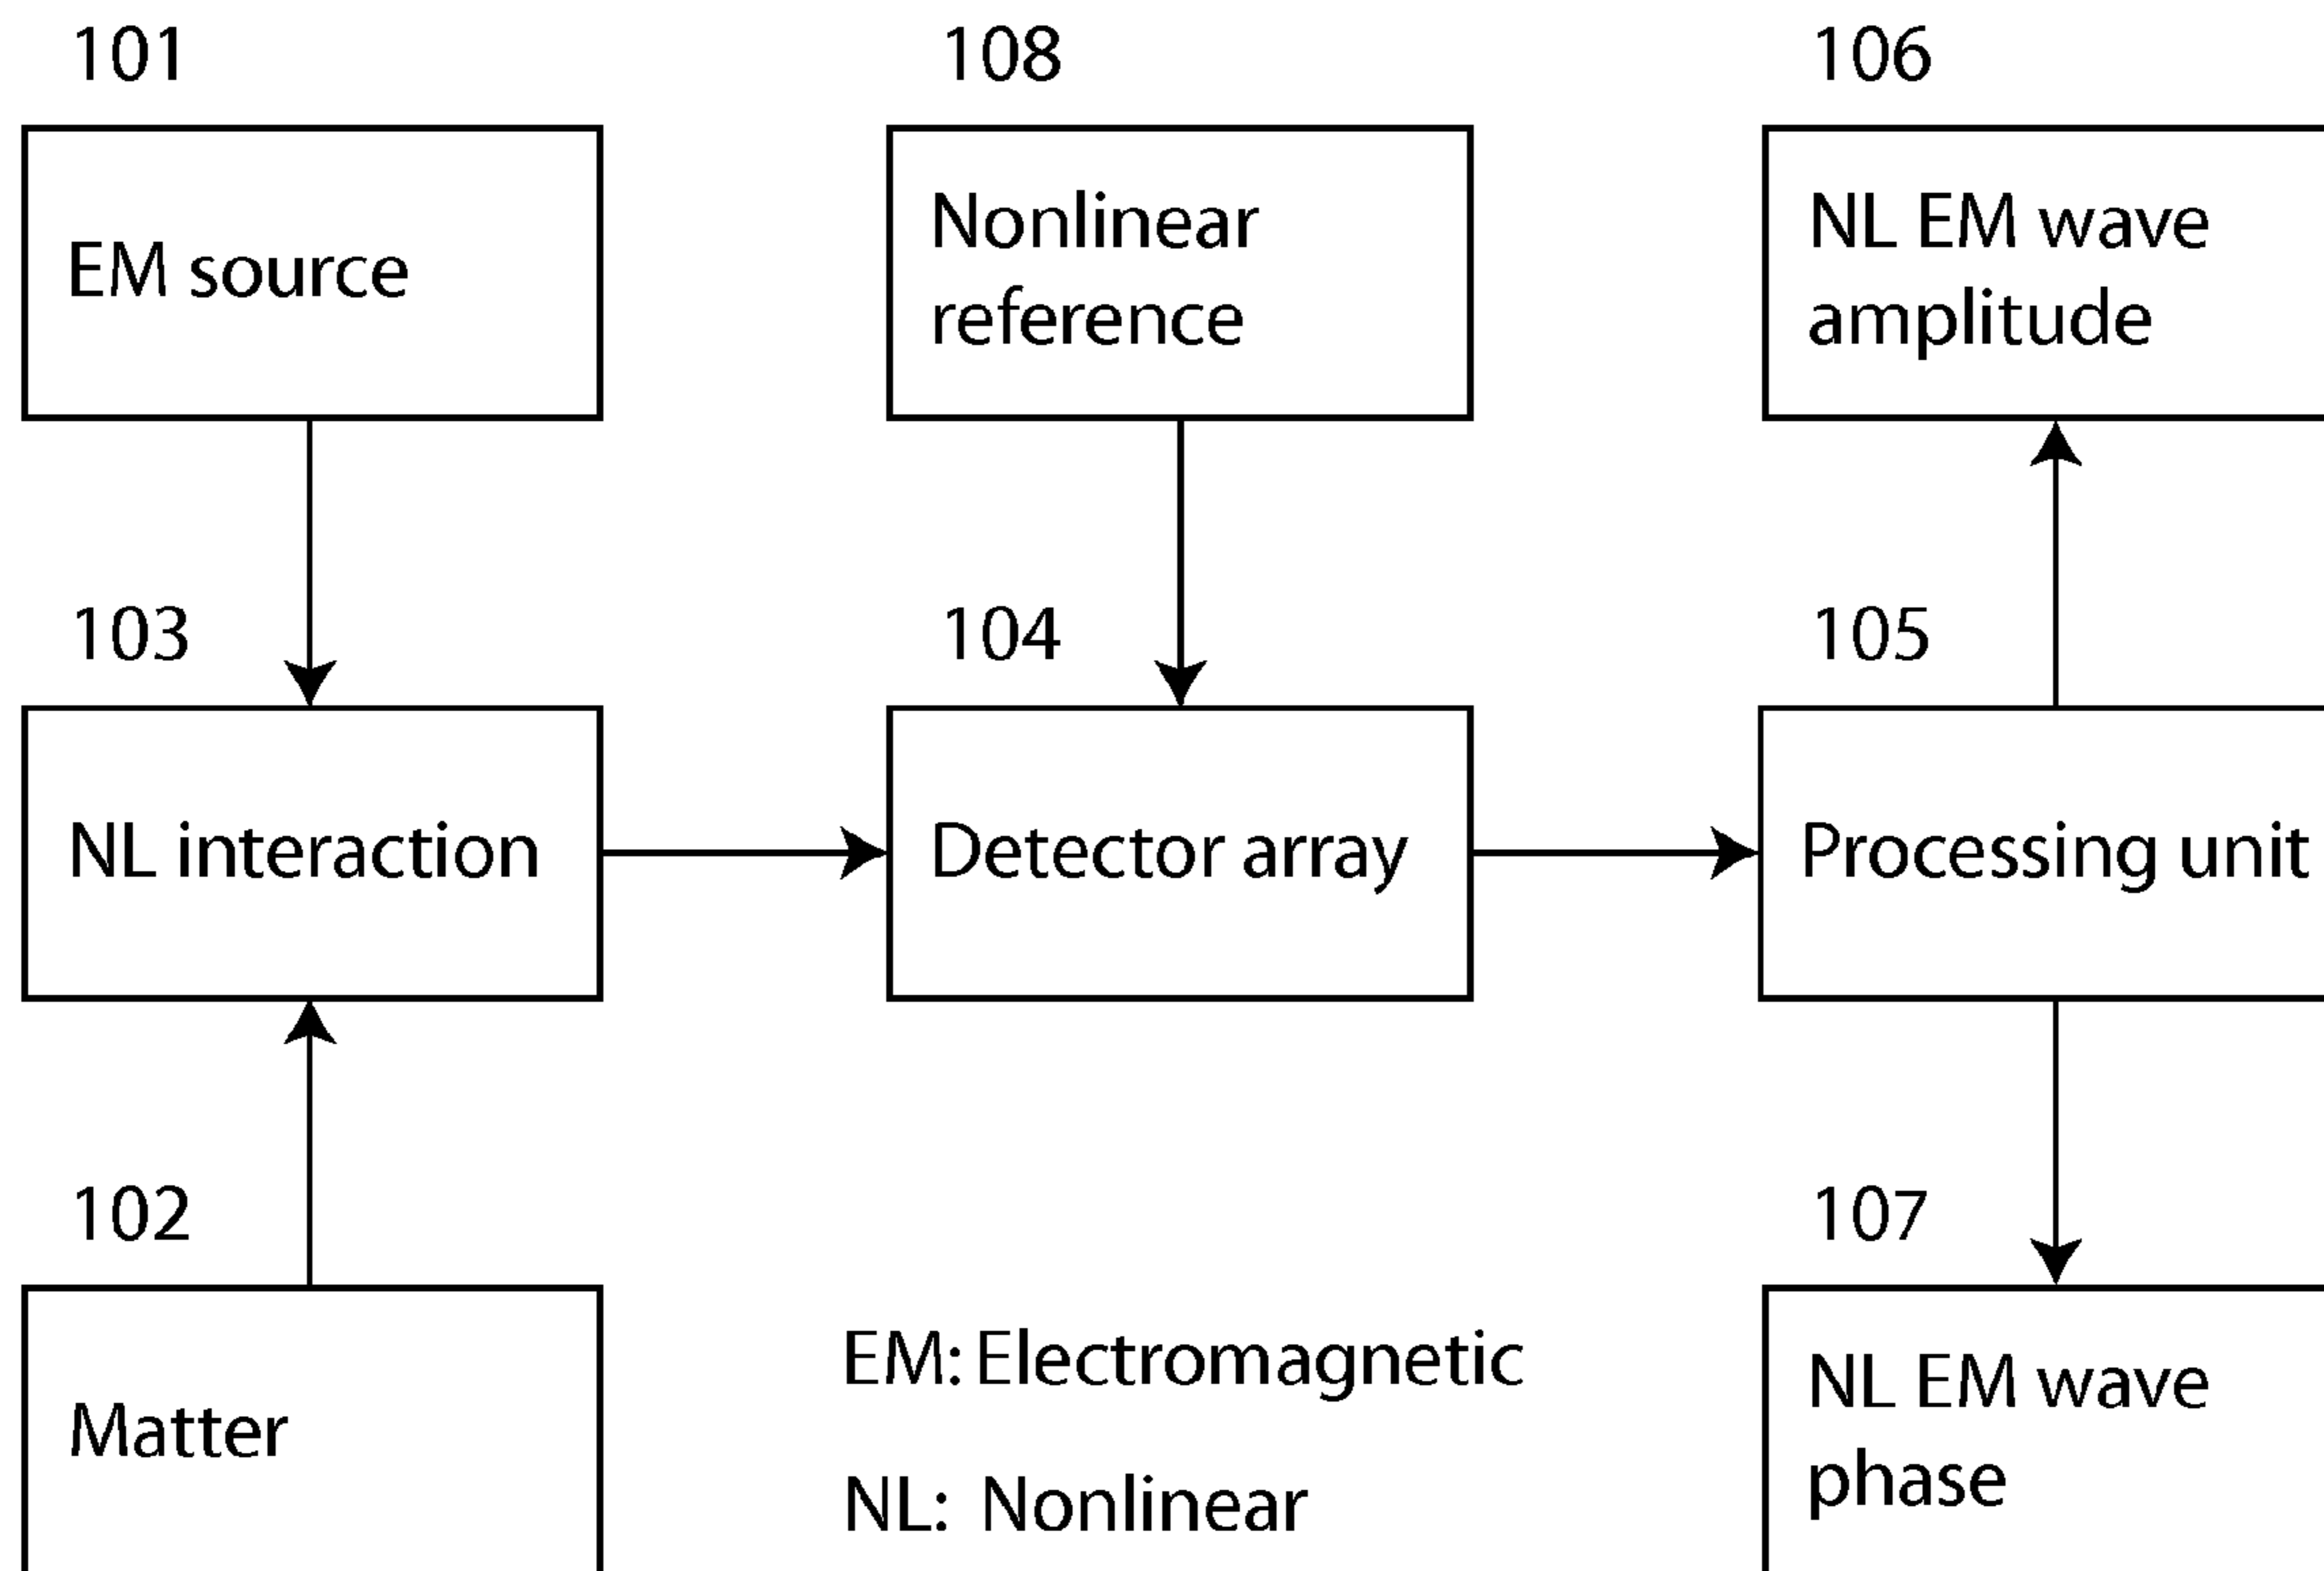 101
EM source
108
Nonlinear
reference
106
NL EM wave
amplitude
103
NL interaction
104
Detector array
105
Processing unit
102
Matter
EM: Electromagnetic
NL: Nonlinear
107
NL EM wave
phase